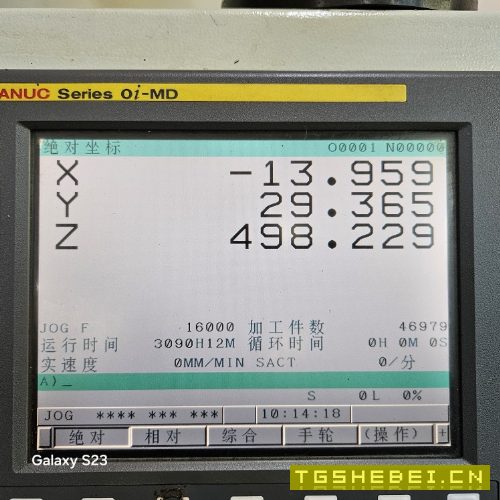 ANUC Series 0i-MD
绝对坐标 O0001 N00000
X -13.959
Y 29.365
Z 498.229
JOG F 16000 加工件数 46979
运行时间 3090H12M 循环时间 0H 0M 0S
实速度 0MM/MIN SACT 0/分
A)_
S 0L 0%
JOG **** *** *** 10:14:18
绝对 相对 综合 手轮 (操作) +
Galaxy S23
TGSHEBEI.CN